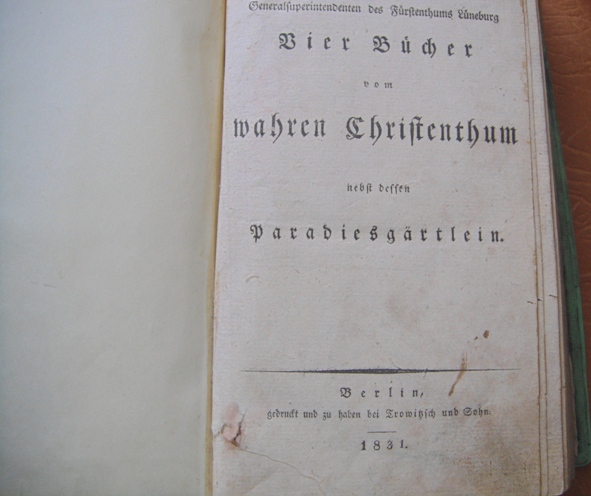 Generalsuperintendenten des Fürstenthums Lüneburg
Vier Bücher
vom
wahren Christenthum
nebst dessen
Paradiesgärtlein.
Berlin,
gedruckt und zu haben bei Trowitzsch und Sohn.
1831.